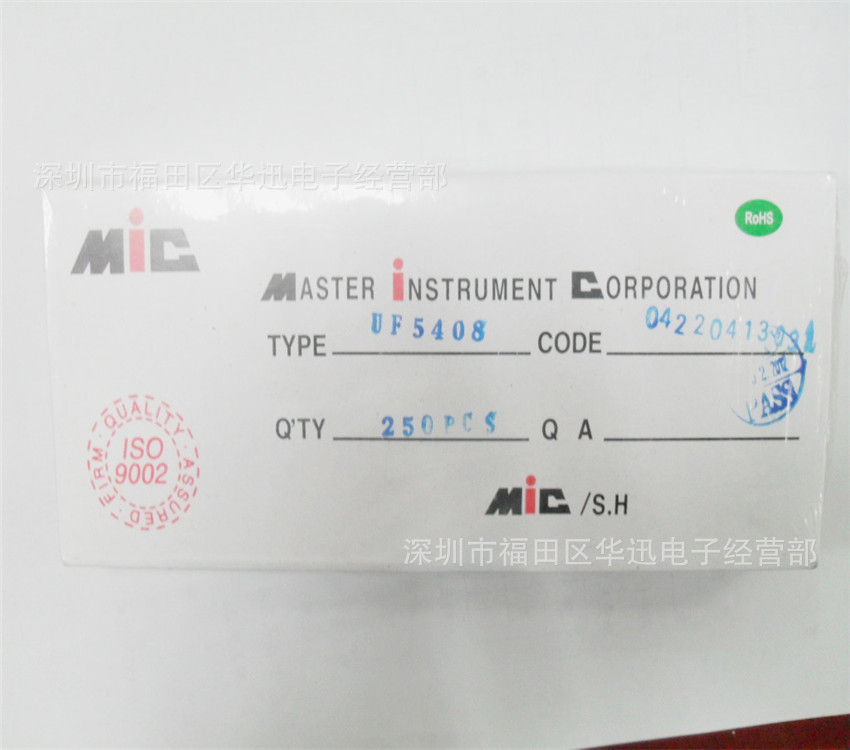 深圳市福田区华迅电子经营部
RoHS
MiC
MASTER iNSTRUMENT CORPORATION
TYPE UF5408 CODE
Q'TY 250PCS Q A
PASS
FIRM QUALITY ASSURED
ISO
9002
MiC /S.H
深圳市福田区华迅电子经营部